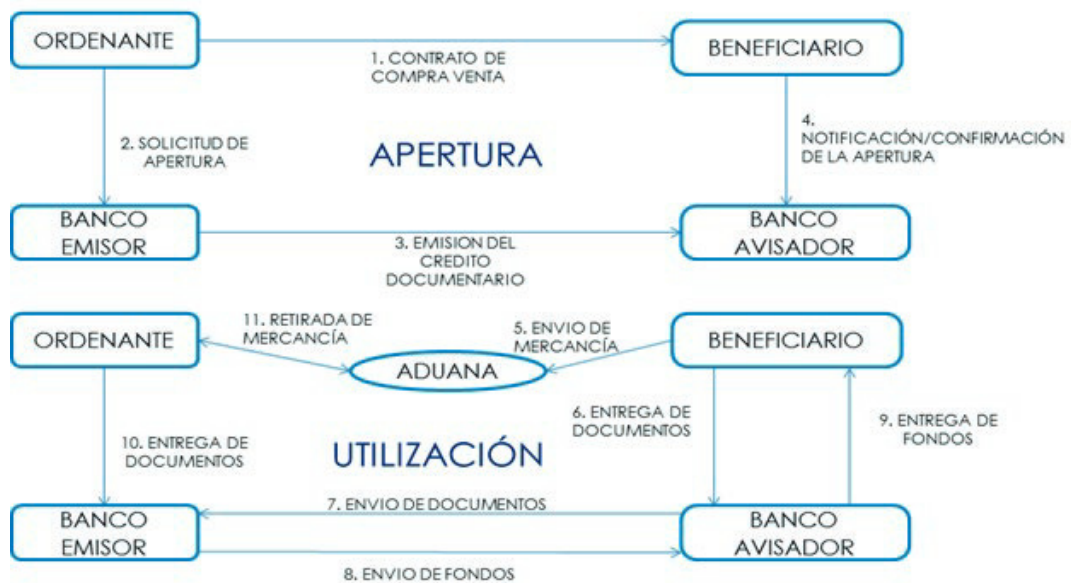 ORDENANTE
1. CONTRATO DE
COMPRA VENTA
BENEFICIARIO
2. SOLICITUD DE
APERTURA
APERTURA
4.
NOTIFICACIÓN/CONFIRMACIÓN
DE LA APERTURA
BANCO
EMISOR
3. EMISION DEL
CREDITO
DOCUMENTARIO
BANCO
AVISADOR
ORDENANTE
11. RETIRADA DE
MERCANCÍA
ADUANA
5. ENVIO DE
MERCANCÍA
BENEFICIARIO
10. ENTREGA DE
DOCUMENTOS
UTILIZACIÓN
6. ENTREGA DE
DOCUMENTOS
9. ENTREGA DE
FONDOS
BANCO
EMISOR
7. ENVIO DE DOCUMENTOS
8. ENVIO DE FONDOS
BANCO
AVISADOR